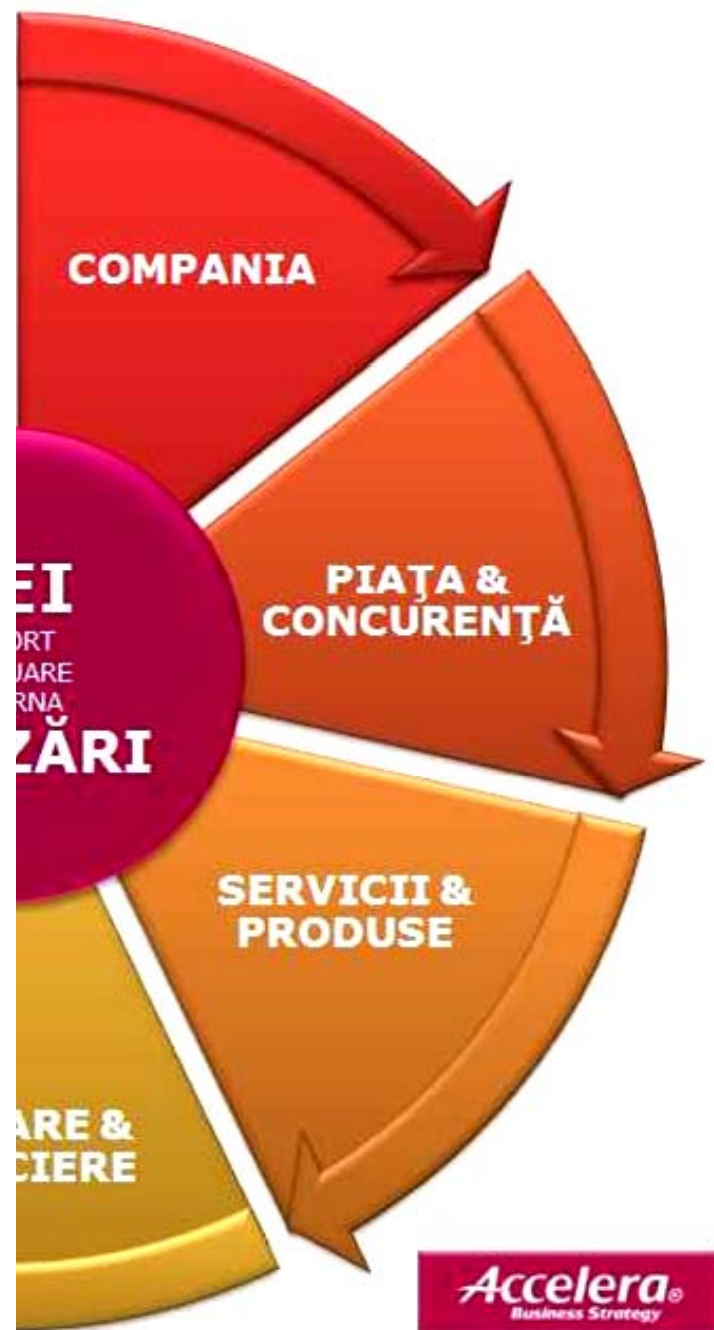 COMPANIA
PIAŢA &
CONCURENŢĂ
SERVICII &
PRODUSE
EI
ORT
UARE
RNA
ZĂRI
ARE &
CIERE
Accelera®
Business Strategy